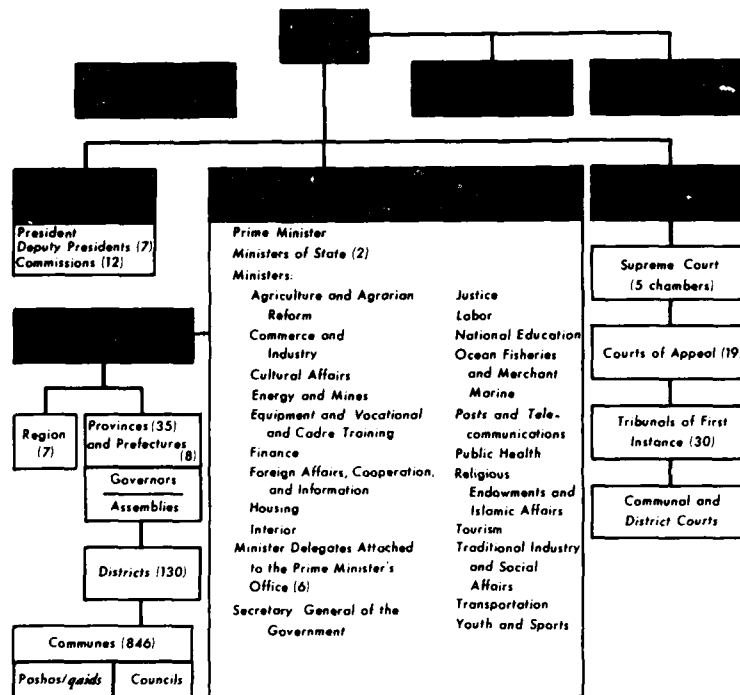 President
Deputy Presidents (7)
Commissions (12)
Region
(7)
Provinces (35)
and Prefectures (8)
Governors
Assemblies
Districts (130)
Communes (846)
Pashas/qaids
Councils
Prime Minister
Ministers of State (2)
Ministers:
Agriculture and Agrarian
Reform
Commerce and
Industry
Cultural Affairs
Energy and Mines
Equipment and Vocational
and Cadre Training
Finance
Foreign Affairs, Cooperation,
and Information
Housing
Interior
Minister Delegates Attached
to the Prime Minister's
Office (6)
Secretary General of the
Government
Justice
Labor
National Education
Ocean Fisheries
and Merchant
Marine
Posts and Tele-
communications
Public Health
Religious
Endowments and
Islamic Affairs
Tourism
Traditional Industry
and Social
Affairs
Transportation
Youth and Sports
Supreme Court
(5 chambers)
Courts of Appeal (19
Tribunals of First
Instance (30)
Communal and
District Courts